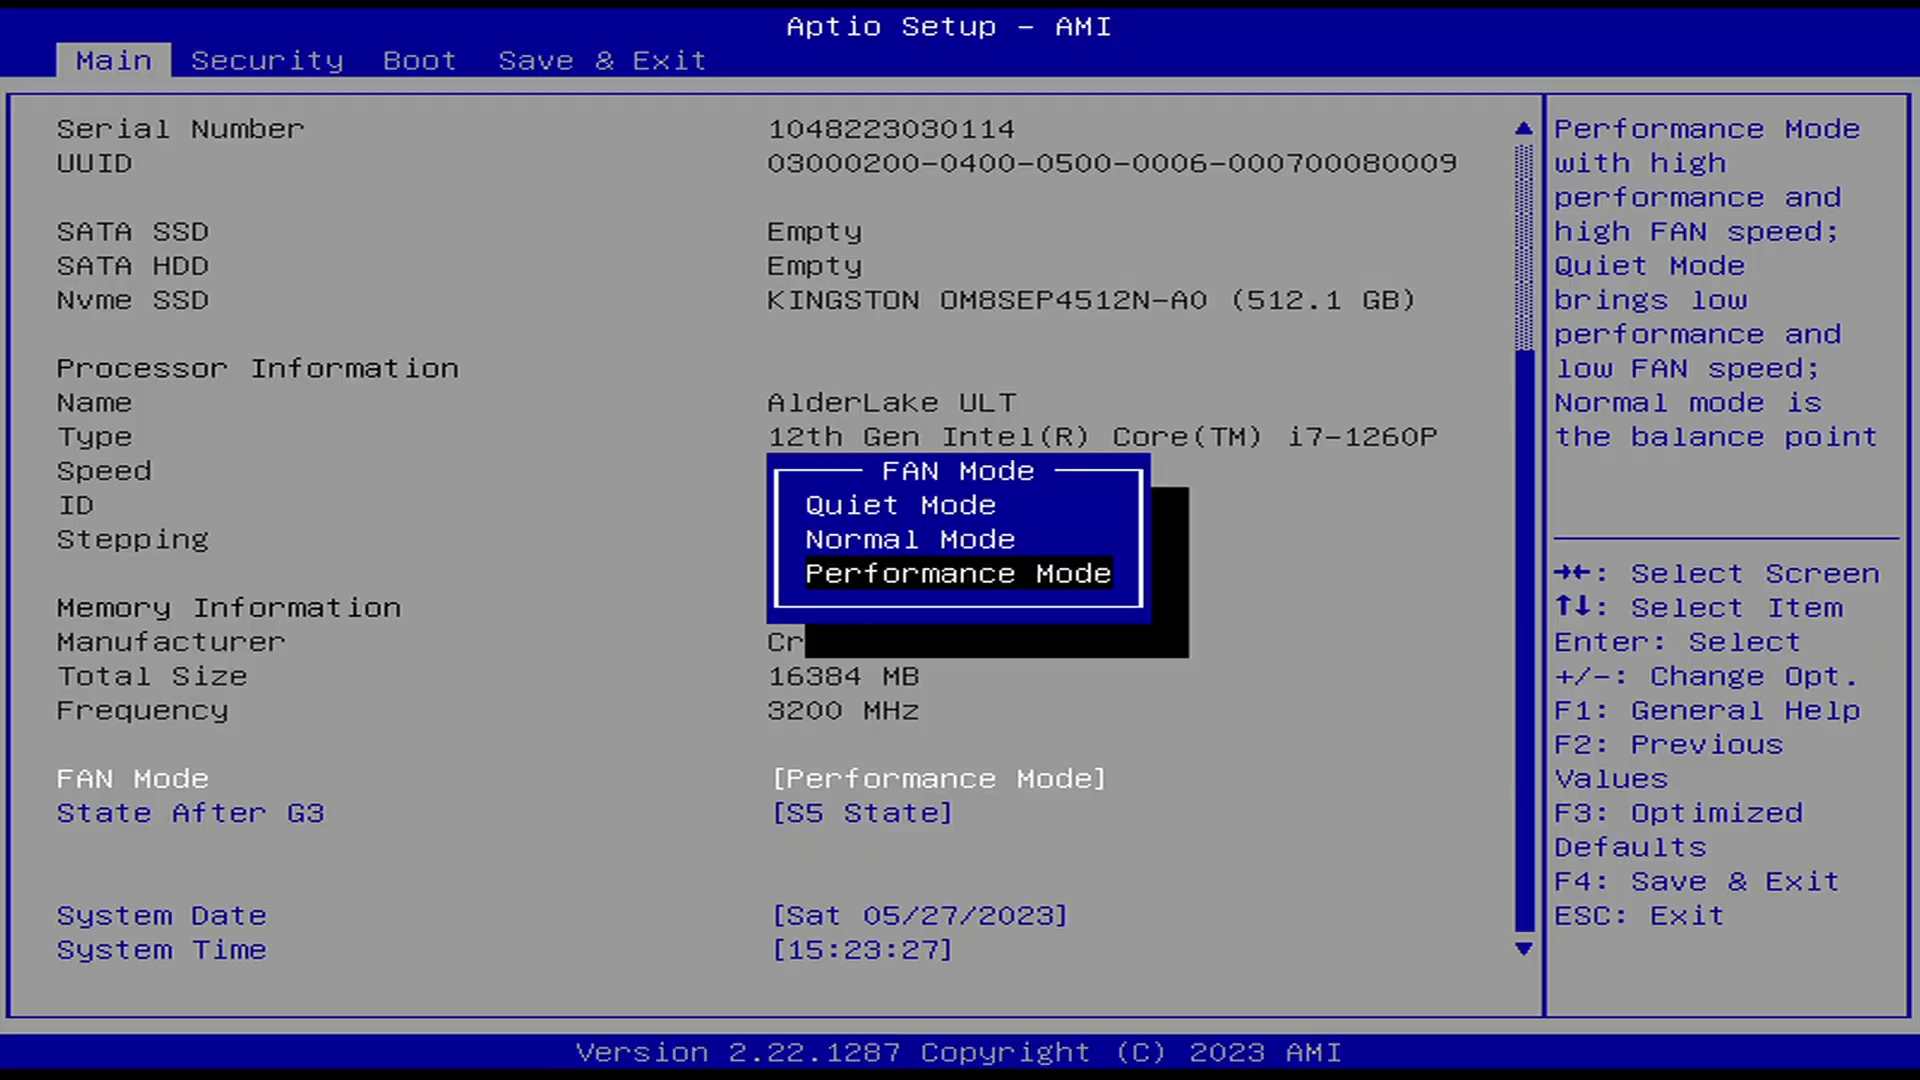 Aptio Setup - AMI
Main Security Boot Save & Exit
Serial Number 1048223030114
UUID 03000200-0400-0500-0006-000700080009
SATA SSD Empty
SATA HDD Empty
Nvme SSD KINGSTON OM8SEP4512N-A0 (512.1 GB)
Processor Information
Name AlderLake ULT
Type 12th Gen Intel(R) Core(TM) i7-1260P
Speed
ID
Stepping
FAN Mode
Quiet Mode
Normal Mode
Performance Mode
Memory Information
Manufacturer Cr
Total Size 16384 MB
Frequency 3200 MHz
FAN Mode [Performance Mode]
State After G3 [S5 State]
System Date [Sat 05/27/2023]
System Time [15:23:27]
Performance Mode
with high
performance and
high FAN speed;
Quiet Mode
brings low
performance and
low FAN speed;
Normal mode is
the balance point
→←: Select Screen
↑↓: Select Item
Enter: Select
+/-: Change Opt.
F1: General Help
F2: Previous
Values
F3: Optimized
Defaults
F4: Save & Exit
ESC: Exit
Version 2.22.1287 Copyright (C) 2023 AMI